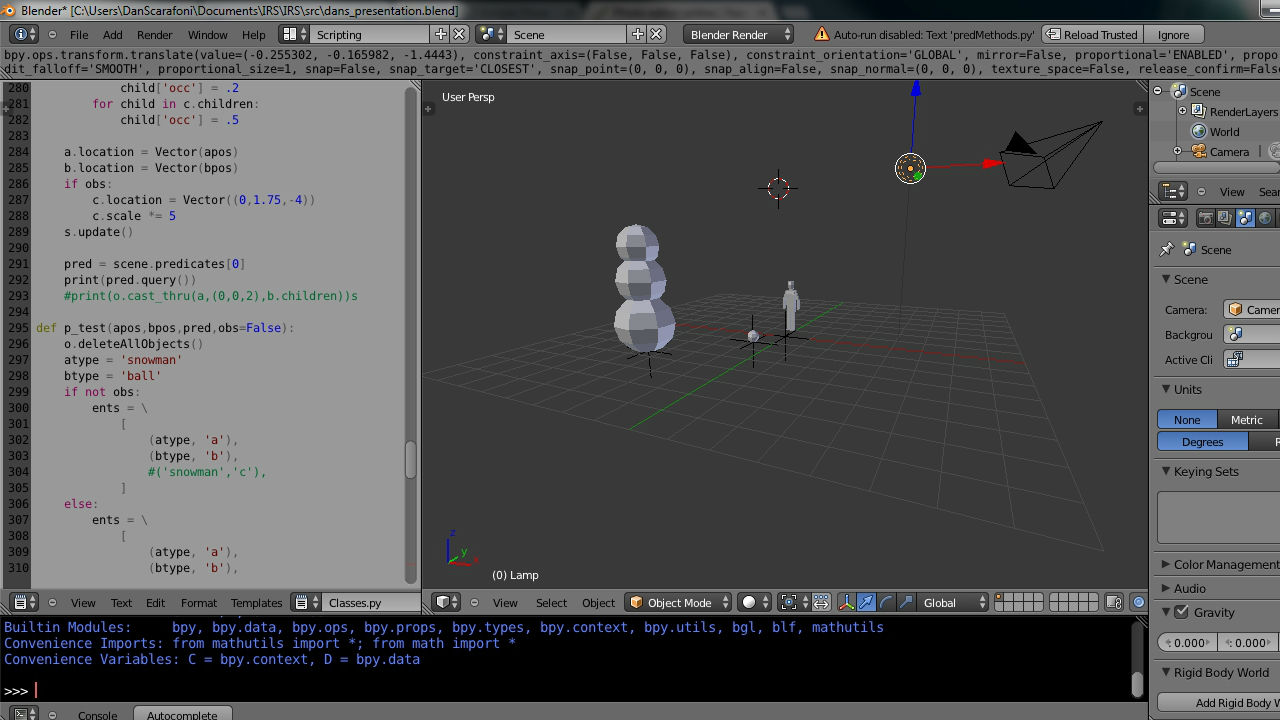 Blender* [C:\Users\DanScarafoni\Documents\IRS\IRS\src\dans_presentation.blend]
File Add Render Window Help Scripting Scene Blender Render Auto-run disabled: Text 'predMethods.py' Reload Trusted Ignore
bpy.ops.transform.translate(value=(-0.255302, -0.165982, -1.4443), constraint_axis=(False, False, False), constraint_orientation='GLOBAL', mirror=False, proportional='ENABLED', propor
dit_falloff='SMOOTH', proportional_size=1, snap=False, snap_target='CLOSEST', snap_point=(0, 0, 0), snap_align=False, snap_normal=(0, 0, 0), texture_space=False, release_confirm=False
280 child['occ'] = .2
281 for child in c.children:
282 child['occ'] = .5
283
284 a.location = Vector(apos)
285 b.location = Vector(bpos)
286 if obs:
287 c.location = Vector((0,1.75,-4))
288 c.scale *= 5
289 s.update()
290
291 pred = scene.predicates[0]
292 print(pred.query())
293 #print(o.cast_thru(a,(0,0,2),b.children))s
294
295 def p_test(apos,bpos,pred,obs=False):
296 o.deleteAllObjects()
297 atype = 'snowman'
298 btype = 'ball'
299 if not obs:
300 ents = \
301 [
302 (atype, 'a'),
303 (btype, 'b'),
304 #('snowman','c'),
305 ]
306 else:
307 ents = \
308 [
309 (atype, 'a'),
310 (btype, 'b'),
View Text Edit Format Templates Classes.py
User Persp
z
y
x
(0) Lamp
View Select Object Object Mode Global
Scene
RenderLayers
World
Camera
View Sear
Scene
Scene
Camera: Camer
Backgrou
Active Cli
Units
None Metric
Degrees R
Keying Sets
Color Management
Audio
Gravity
0.000 0.000
Rigid Body World
Add Rigid Body W
Builtin Modules: bpy, bpy.data, bpy.ops, bpy.props, bpy.types, bpy.context, bpy.utils, bgl, blf, mathutils
Convenience Imports: from mathutils import *; from math import *
Convenience Variables: C = bpy.context, D = bpy.data
>>>
Console Autocomplete